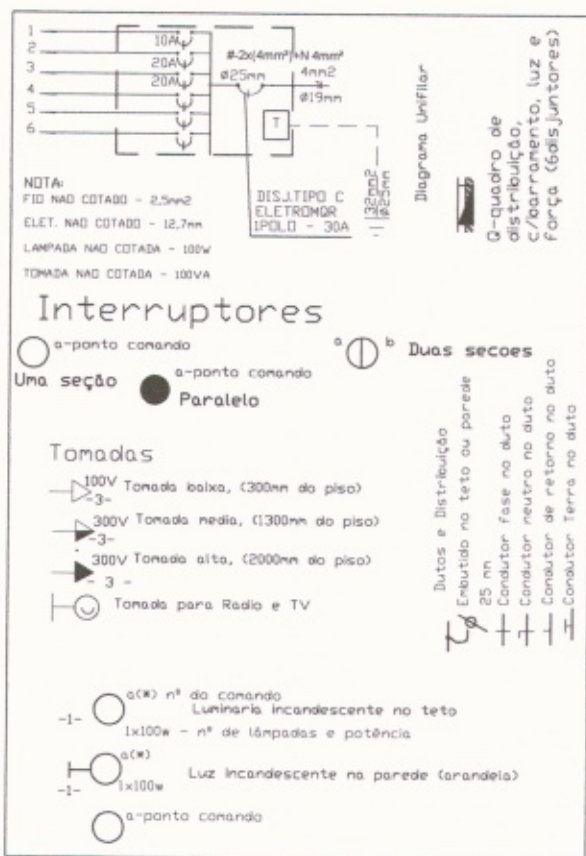 1
2
3
4
5
6
10A
20A
20A
#-2x(4mm²)+N 4mm²
Ø25mm
4mm2
Ø19mm
T
32mm2
Ø25mm
DISJ.TIPO C
ELETROMQR
1POLO - 30A
NOTA:
FIO NAO COTADO - 2,5mm2
ELET. NAO COTADO - 12,7mm
LAMPADA NAO COTADA - 100W
TOMADA NAO COTADA - 100VA
Diagrama Unifilar
Q-quadro de
distribuição,
c/barramento, luz e
força (6disjuntores)
Interruptores
a-ponto comando
Uma seção
a-ponto comando
Paralelo
a b
Duas secoes
Tomadas
100V
-3-
Tomada baixa, (300mm do piso)
300V
-3-
Tomada media, (1300mm do piso)
300V
- 3 -
Tomada alta, (2000mm do piso)
Tomada para Radio e TV
Dutos e Distribuição
Embutido no teto ou parede
25 mm
Condutor fase no duto
Condutor neutro no duto
Condutor de retorno no duto
Condutor Terra no duto
a(*) nº do comando
-1-
Luminaria incandescente no teto
1x100w - nº de lâmpadas e potência
a(*)
-1-
1x100w
Luz incandescente na parede (arandela)
a-ponto comando